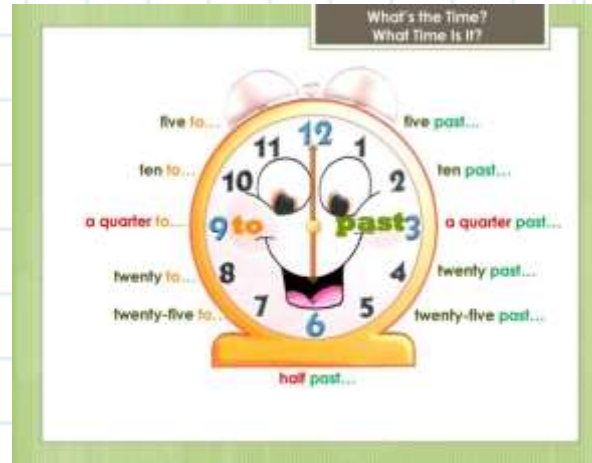 What's the Time?
What Time Is It?
five to... five past...
11 12 1
ten to... 10 2 ten past...
a quarter to... 9 to past 3 a quarter past...
twenty to... 8 4 twenty past...
twenty-five to... 7 6 5 twenty-five past...
half past...